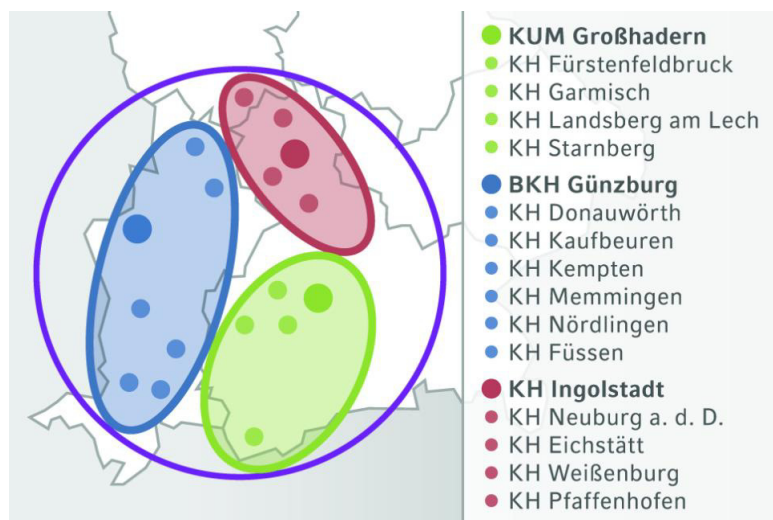 KUM Großhadern
KH Fürstenfeldbruck
KH Garmisch
KH Landsberg am Lech
KH Starnberg
BKH Günzburg
KH Donauwörth
KH Kaufbeuren
KH Kempten
KH Memmingen
KH Nördlingen
KH Füssen
KH Ingolstadt
KH Neuburg a. d. D.
KH Eichstätt
KH Weißenburg
KH Pfaffenhofen